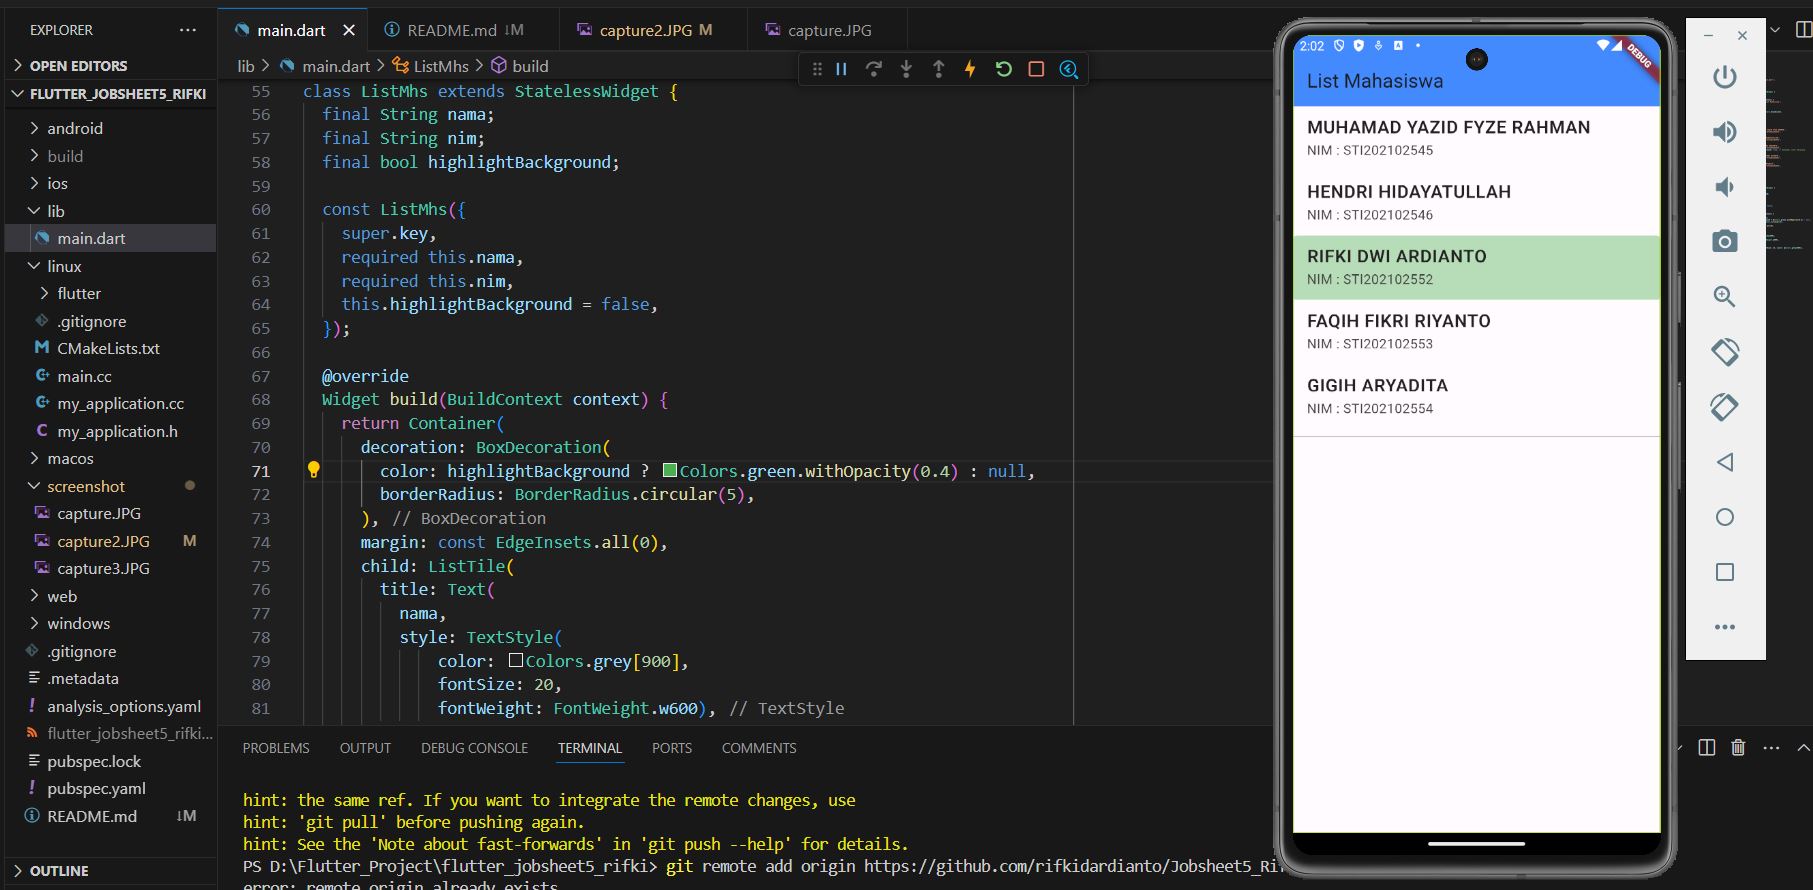 EXPLORER
OPEN EDITORS
FLUTTER_JOBSHEET5_RIFKI
android
build
ios
lib
main.dart
linux
flutter
.gitignore
CMakeLists.txt
main.cc
my_application.cc
my_application.h
macos
screenshot
capture.JPG
capture2.JPG M
capture3.JPG
web
windows
.gitignore
.metadata
analysis_options.yaml
flutter_jobsheet5_rifki...
pubspec.lock
pubspec.yaml
README.md ↓M
OUTLINE
main.dart
README.md ↓M
capture2.JPG M
capture.JPG
lib > main.dart > ListMhs > build
55 class ListMhs extends StatelessWidget {
56 final String nama;
57 final String nim;
58 final bool highlightBackground;
59
60 const ListMhs({
61 super.key,
62 required this.nama,
63 required this.nim,
64 this.highlightBackground = false,
65 });
66
67 @override
68 Widget build(BuildContext context) {
69 return Container(
70 decoration: BoxDecoration(
71 color: highlightBackground ? Colors.green.withOpacity(0.4) : null,
72 borderRadius: BorderRadius.circular(5),
73 ), // BoxDecoration
74 margin: const EdgeInsets.all(0),
75 child: ListTile(
76 title: Text(
77 nama,
78 style: TextStyle(
79 color: Colors.grey[900],
80 fontSize: 20,
81 fontWeight: FontWeight.w600), // TextStyle
PROBLEMS OUTPUT DEBUG CONSOLE TERMINAL PORTS COMMENTS
hint: the same ref. If you want to integrate the remote changes, use
hint: 'git pull' before pushing again.
hint: See the 'Note about fast-forwards' in 'git push --help' for details.
PS D:\Flutter_Project\flutter_jobsheet5_rifki> git remote add origin https://github.com/rifkidardianto/Jobsheet5_Ri
error: remote origin already exists
2:02
DEBUG
List Mahasiswa
MUHAMAD YAZID FYZE RAHMAN
NIM : STI202102545
HENDRI HIDAYATULLAH
NIM : STI202102546
RIFKI DWI ARDIANTO
NIM : STI202102552
FAQIH FIKRI RIYANTO
NIM : STI202102553
GIGIH ARYADITA
NIM : STI202102554